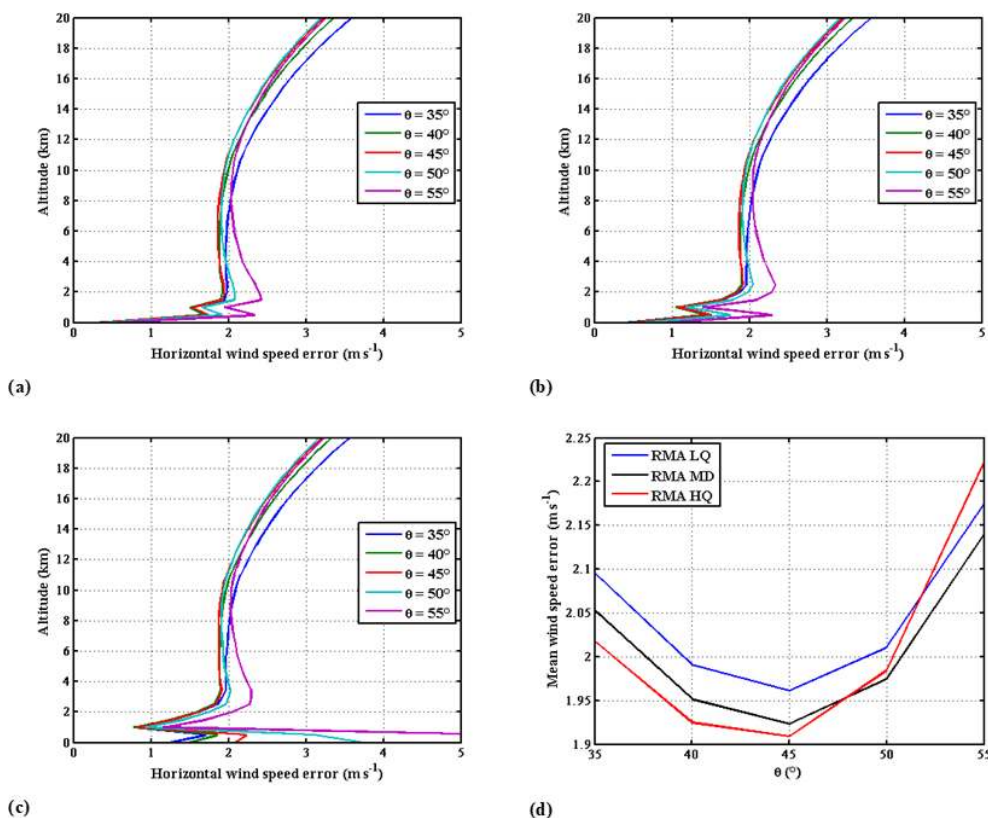 20
18
16
14
12
10
8
6
4
2
0
Altitude (km)
θ = 35°
θ = 40°
θ = 45°
θ = 50°
θ = 55°
0 1 2 3 4 5
Horizontal wind speed error (m s⁻¹)
(a)
20
18
16
14
12
10
8
6
4
2
0
Altitude (km)
θ = 35°
θ = 40°
θ = 45°
θ = 50°
θ = 55°
0 1 2 3 4 5
Horizontal wind speed error (m s⁻¹)
(b)
20
18
16
14
12
10
8
6
4
2
0
Altitude (km)
θ = 35°
θ = 40°
θ = 45°
θ = 50°
θ = 55°
0 1 2 3 4 5
Horizontal wind speed error (m s⁻¹)
(c)
2.25
2.2
2.15
2.1
2.05
2
1.95
1.9
Mean wind speed error (m s⁻¹)
RMA LQ
RMA MD
RMA HQ
35 40 45 50 55
θ (°)
(d)